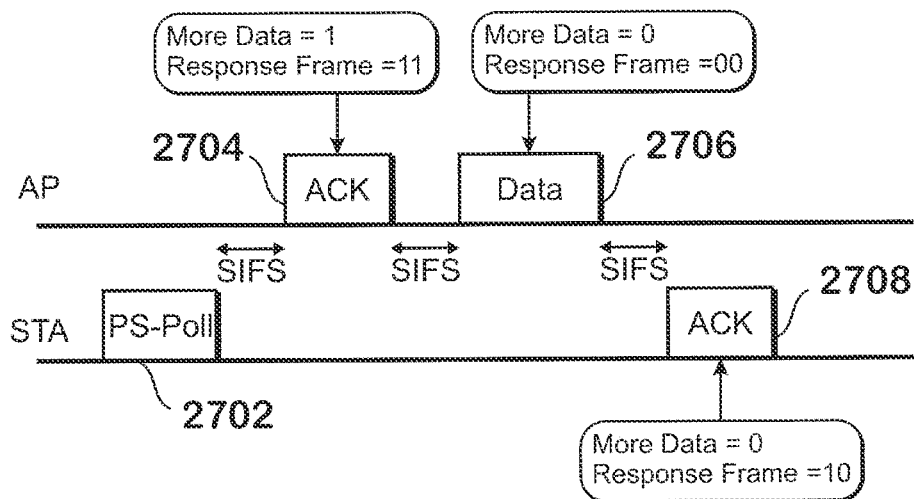 More Data = 1
Response Frame =11
More Data = 0
Response Frame =00
2704
2706
AP
ACK
Data
SIFS
SIFS
SIFS
2708
STA
PS-Poll
ACK
2702
More Data = 0
Response Frame =10